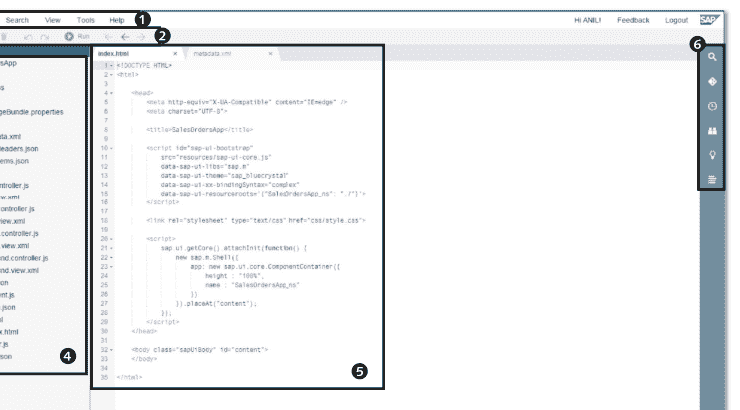 Search View Tools Help 1 Hi ANIL! Feedback Logout SAP
Run 2
index.html × metadata.xml × 6
sApp
s
geBundle.properties
ata.xml
eaders.json
ems.json
ntroller.js
ew.xml
ontroller.js
iew.xml
.controller.js
.view.xml
nd.controller.js
nd.view.xml
on
ent.js
.json
ml
x.html
r.js
son
4
1 <!DOCTYPE HTML>
2 <html>
3
4 <head>
5 <meta http-equiv="X-UA-Compatible" content="IE=edge" />
6 <meta charset="UTF-8">
7
8 <title>SalesOrdersApp</title>
9
10 <script id="sap-ui-bootstrap"
11 src="resources/sap-ui-core.js"
12 data-sap-ui-libs="sap.m"
13 data-sap-ui-theme="sap_bluecrystal"
14 data-sap-ui-xx-bindingSyntax="complex"
15 data-sap-ui-resourceroots='{"SalesOrdersApp_ns": "./"}'>
16 </script>
17
18 <link rel="stylesheet" type="text/css" href="css/style.css">
19
20 <script>
21 sap.ui.getCore().attachInit(function() {
22 new sap.m.Shell({
23 app: new sap.ui.core.ComponentContainer({
24 height : "100%",
25 name : "SalesOrdersApp_ns"
26 })
27 }).placeAt("content");
28 });
29 </script>
30 </head>
31
32 <body class="sapUiBody" id="content">
33 </body>
34
35 </html>
5